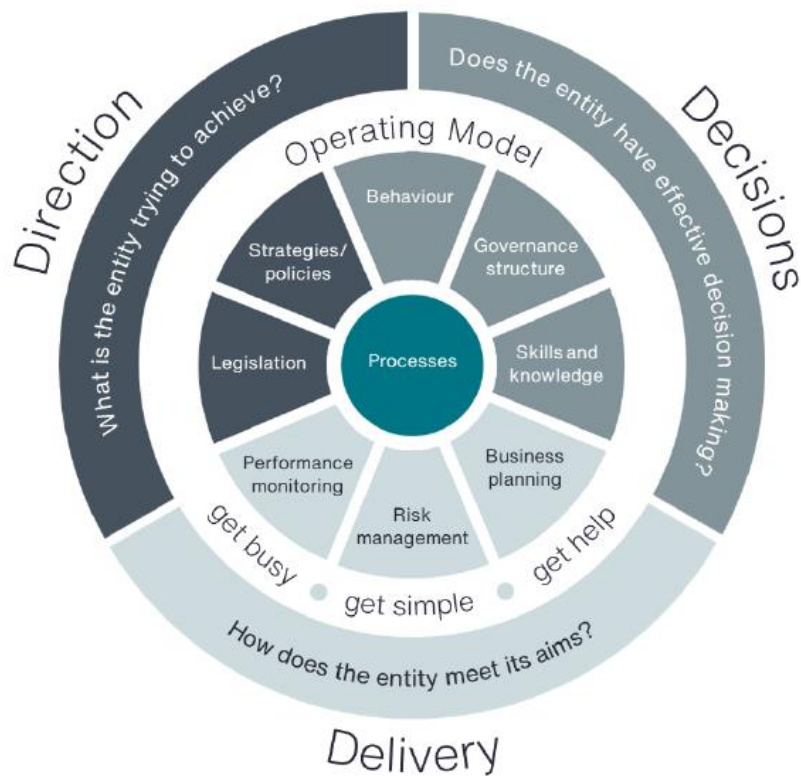 Direction
What is the entity trying to achieve?
Decisions
Does the entity have effective decision making?
Operating Model
Behaviour
Strategies/
policies
Governance
structure
Legislation
Processes
Skills and
knowledge
Performance
monitoring
Risk
management
Business
planning
get busy
get simple
get help
How does the entity meet its aims?
Delivery